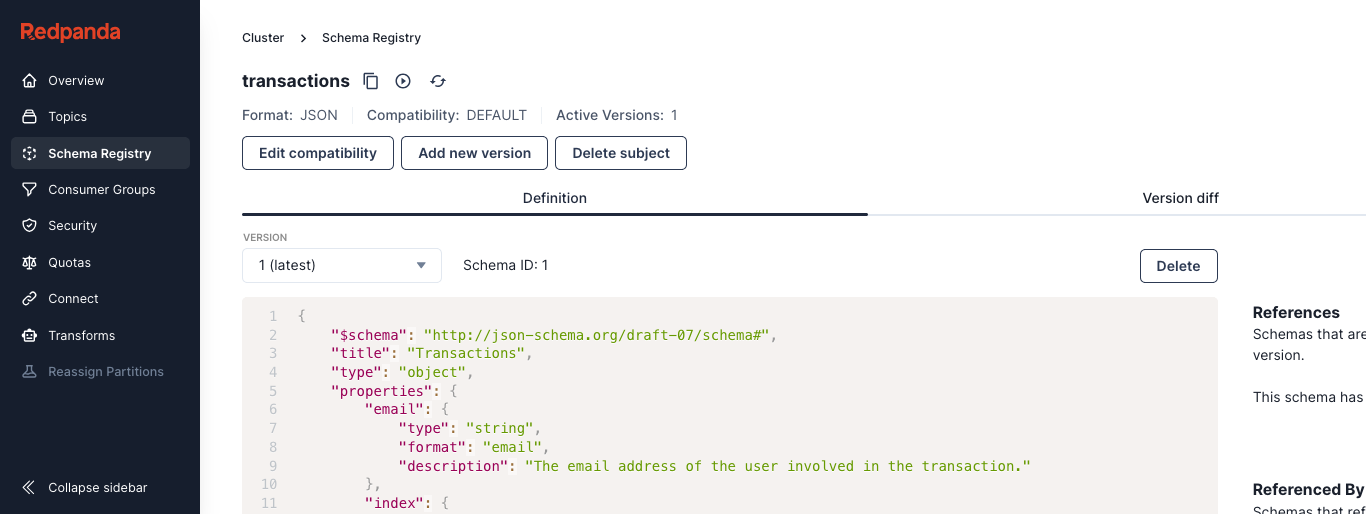 Redpanda
Overview
Topics
Schema Registry
Consumer Groups
Security
Quotas
Connect
Transforms
Reassign Partitions
Collapse sidebar
Cluster > Schema Registry
transactions
Format: JSON Compatibility: DEFAULT Active Versions: 1
Edit compatibility Add new version Delete subject
Definition Version diff
VERSION
1 (latest) Schema ID: 1 Delete
1 {
2 "$schema": "http://json-schema.org/draft-07/schema#",
3 "title": "Transactions",
4 "type": "object",
5 "properties": {
6 "email": {
7 "type": "string",
8 "format": "email",
9 "description": "The email address of the user involved in the transaction."
10 },
11 "index": {
References
Schemas that are
version.
This schema has
Referenced By
Schemas that ref